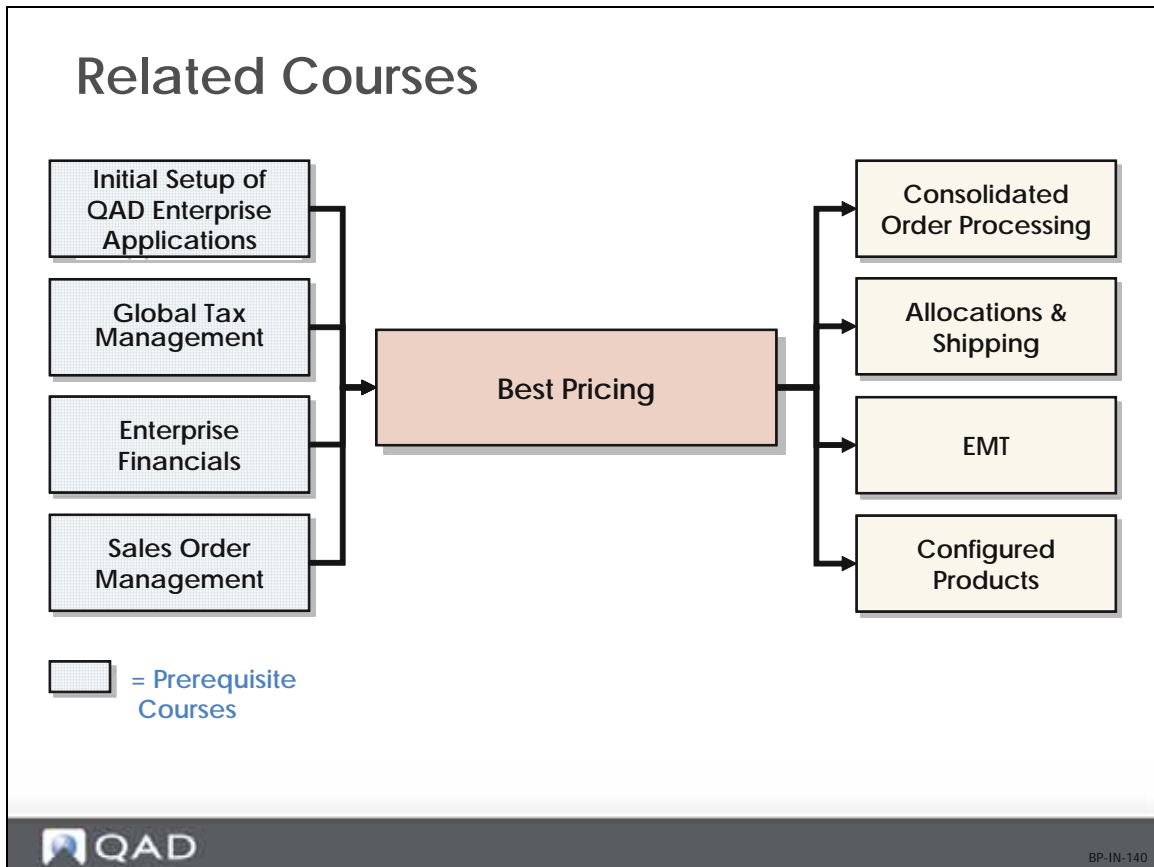 Related Courses
Initial Setup of
QAD Enterprise
Applications
Global Tax
Management
Enterprise
Financials
Sales Order
Management
Best Pricing
Consolidated
Order Processing
Allocations &
Shipping
EMT
Configured
Products
= Prerequisite
Courses
QAD
BP-IN-140